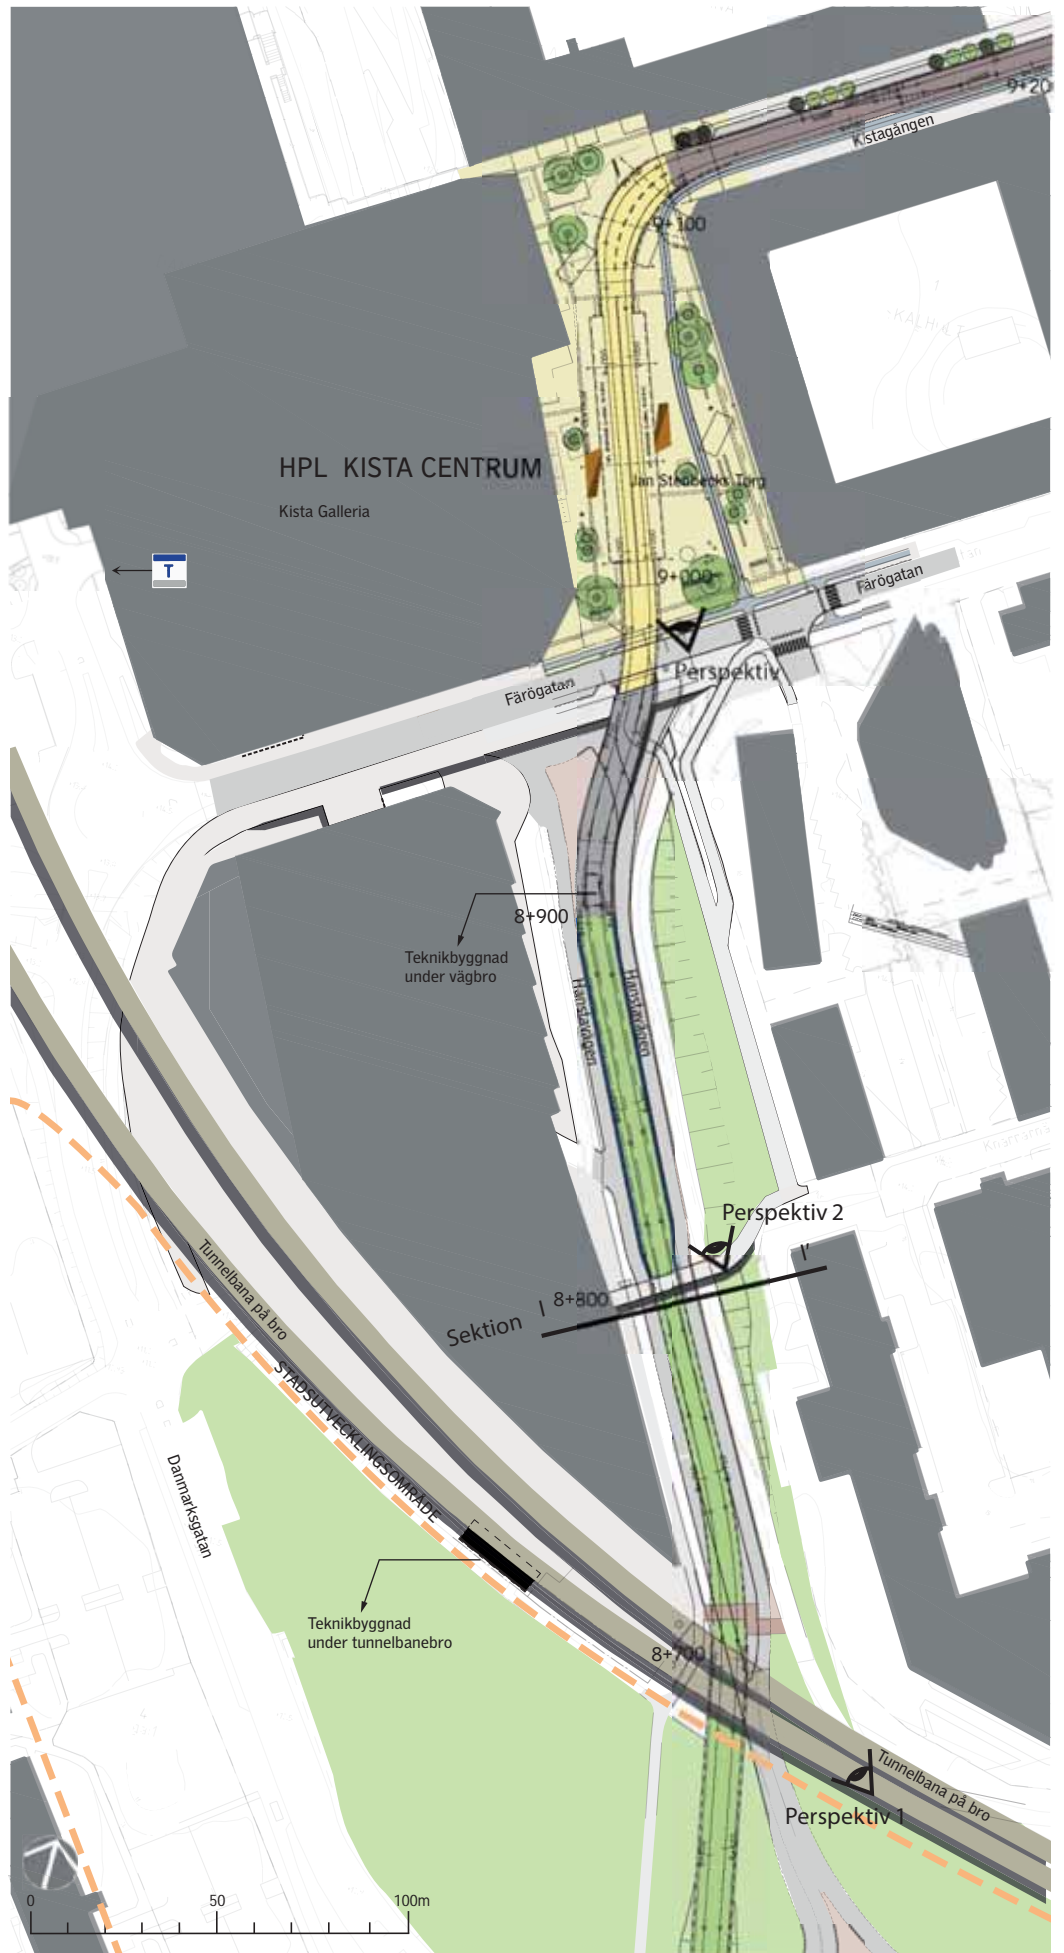 9+20
Kistagången
9+100
KALHOLT
HPL KISTA CENTRUM
Jan Stenbecks Torg
Kista Galleria
T
9+000
Färögatan
Perspektiv
Färögatan
8+900
Teknikbyggnad
under vägbro
Hanstavägen
Hanstavägen
Perspektiv 2
I'
8+800
I
Sektion
Tunnelbana på bro
STADSUTVECKLINGSOMRÅDE
Danmarksgatan
Teknikbyggnad
under tunnelbanebro
8+700
Tunnelbana på bro
Perspektiv 1
0
50
100m